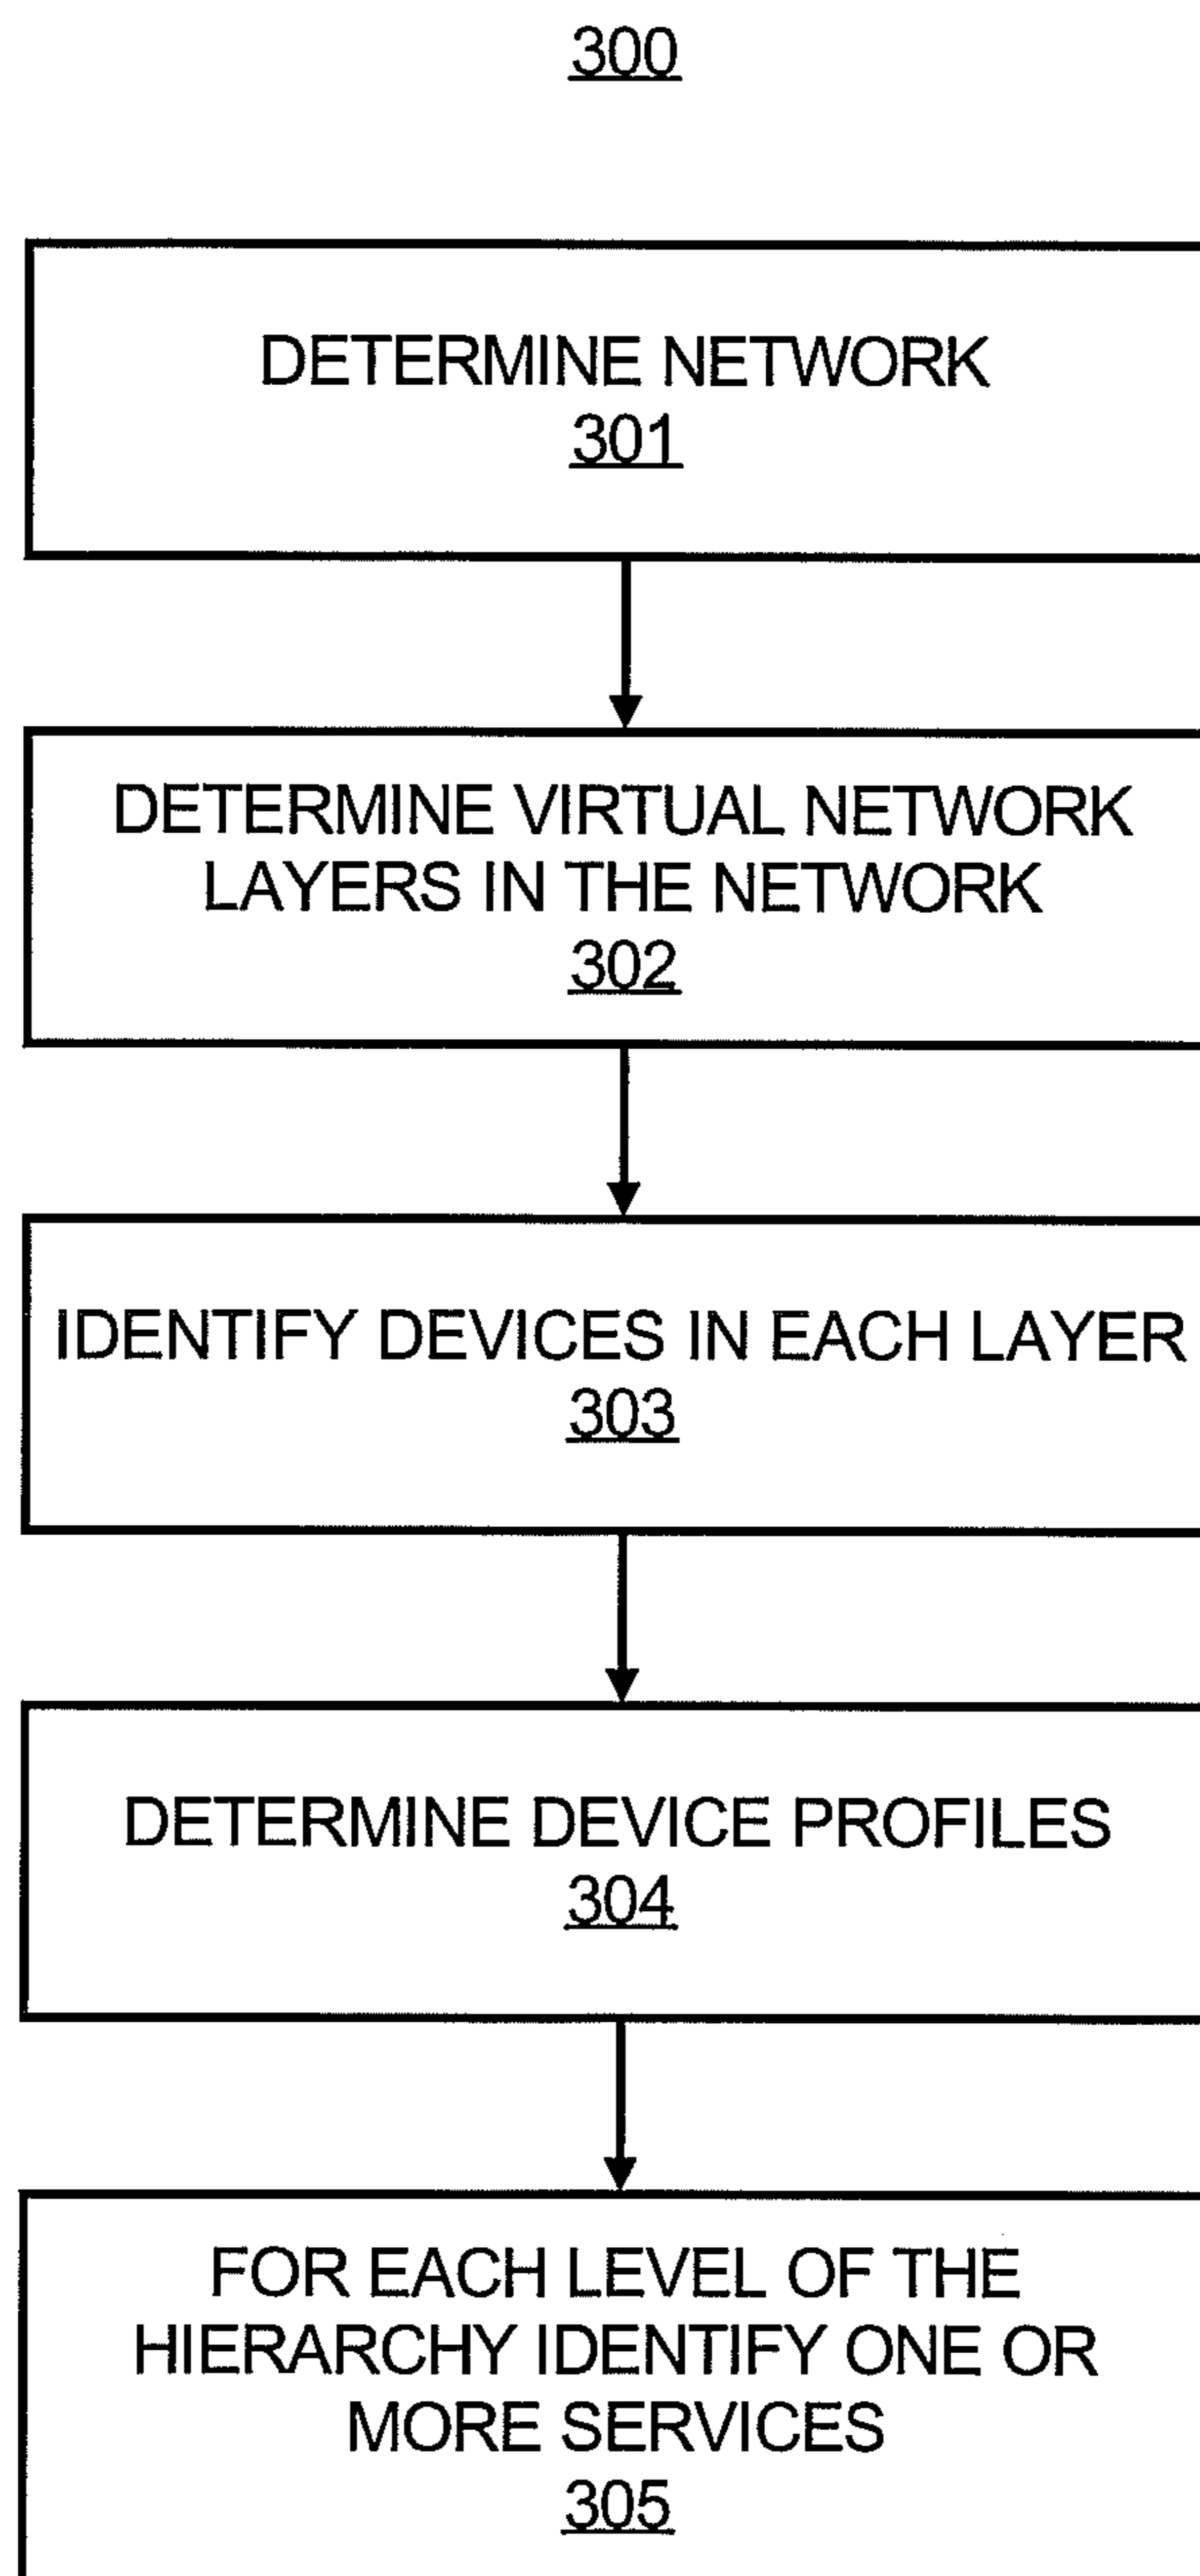 300
DETERMINE NETWORK
301
DETERMINE VIRTUAL NETWORK
LAYERS IN THE NETWORK
302
IDENTIFY DEVICES IN EACH LAYER
303
DETERMINE DEVICE PROFILES
304
FOR EACH LEVEL OF THE
HIERARCHY IDENTIFY ONE OR
MORE SERVICES
305